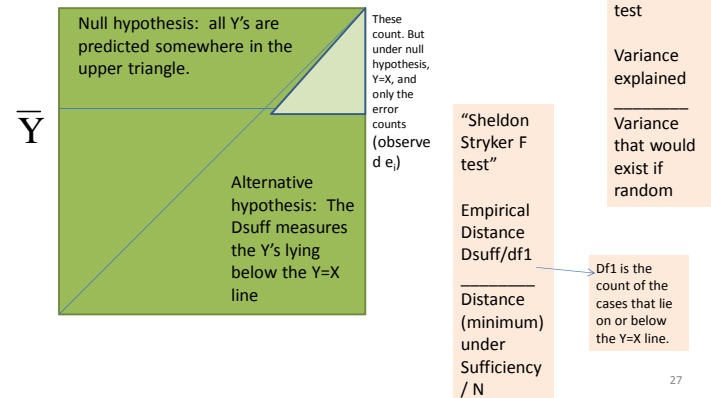 Null hypothesis: all Y's are
predicted somewhere in the
upper triangle.
Y
Alternative
hypothesis: The
Dsuff measures
the Y's lying
below the Y=X
line
These
count. But
under null
hypothesis,
Y=X, and
only the
error
counts
(observe
d ei)
"Sheldon
Stryker F
test"
Empirical
Distance
Dsuff/df1
________
Distance
(minimum)
under
Sufficiency
/ N
test
Variance
explained
________
Variance
that would
exist if
random
Df1 is the
count of the
cases that lie
on or below
the Y=X line.
27